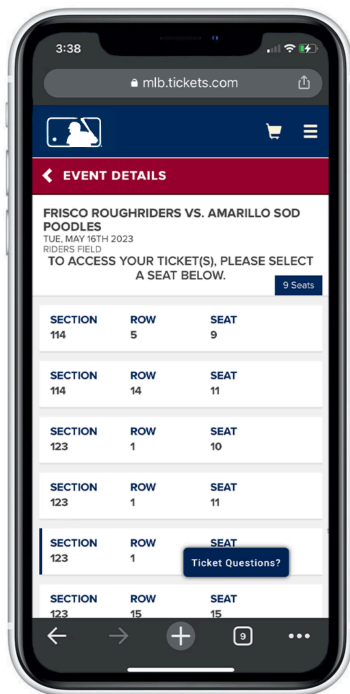 3:38
mlb.tickets.com
EVENT DETAILS
FRISCO ROUGHRIDERS VS. AMARILLO SOD
POODLES
TUE, MAY 16TH 2023
RIDERS FIELD
TO ACCESS YOUR TICKET(S), PLEASE SELECT
A SEAT BELOW.
9 Seats
SECTION ROW SEAT
114 5 9
SECTION ROW SEAT
114 14 11
SECTION ROW SEAT
123 1 10
SECTION ROW SEAT
123 1 11
SECTION ROW SEAT
123 1
Ticket Questions?
SECTION ROW SEAT
123 15 15
9